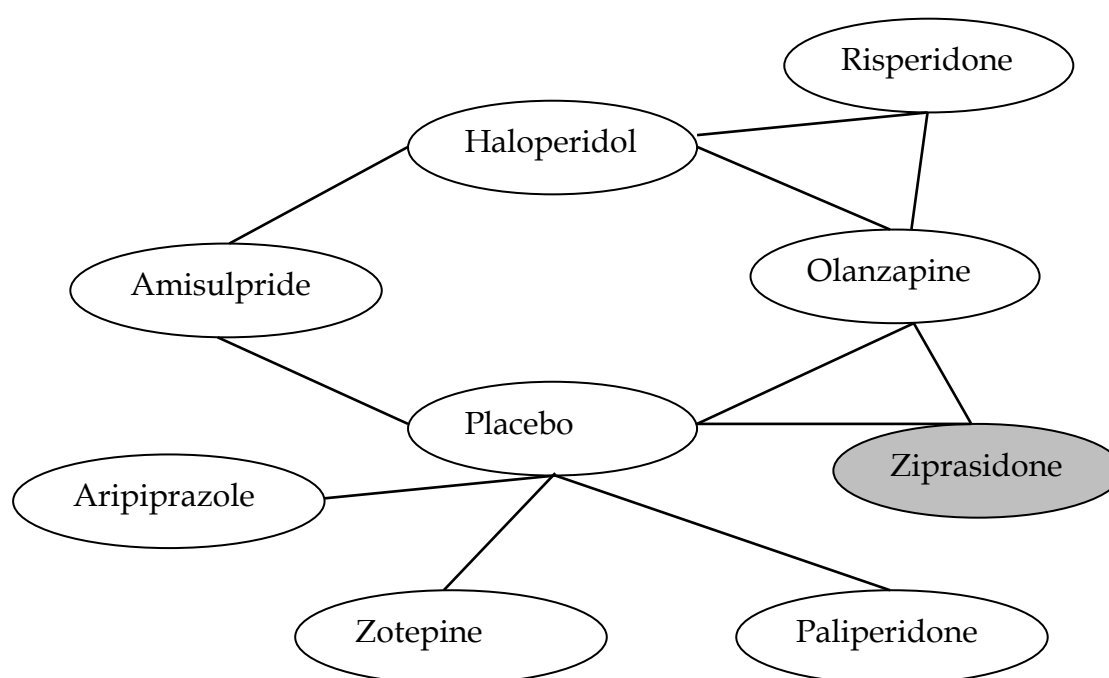 Risperidone
Haloperidol
Olanzapine
Amisulpride
Placebo
Ziprasidone
Aripiprazole
Zotepine
Paliperidone